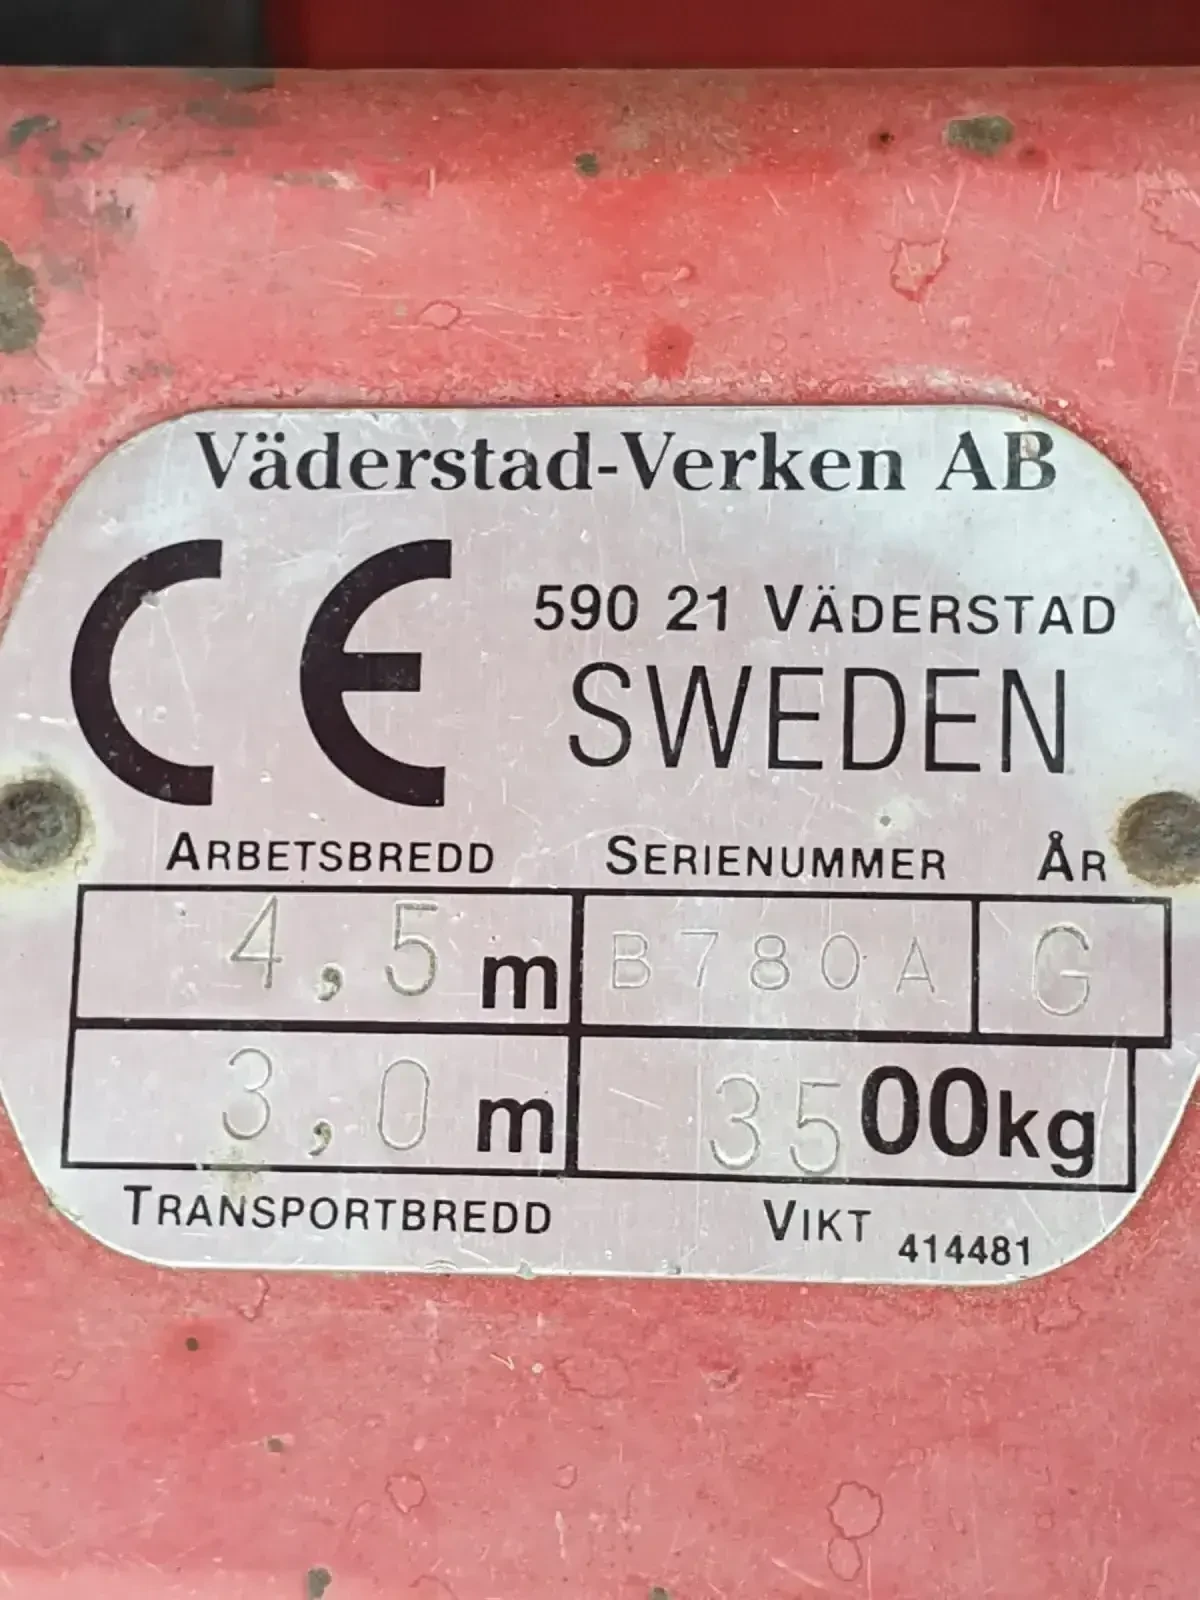 Väderstad-Verken AB
CE
590 21 VÄDERSTAD
SWEDEN
ARBETSBREDD SERIENUMMER ÅR
4,5 m B780A G
3,0 m 3500kg
TRANSPORTBREDD VIKT 414481